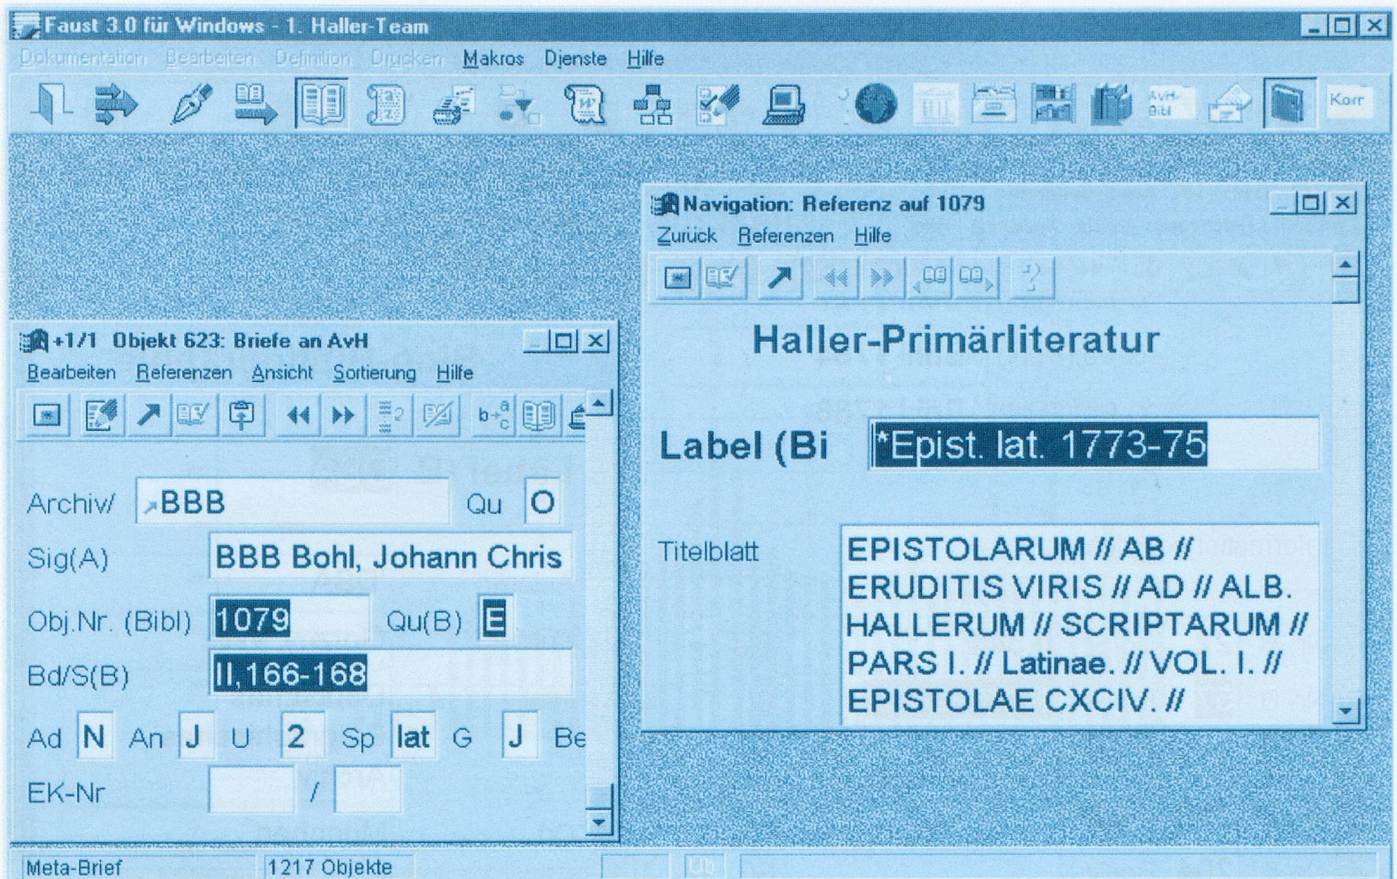 Faust 3.0 für Windows - 1. Haller-Team
Dokumentation Bearbeiten Definition Drucken Makros Dienste Hilfe
AvH-
Bibl
Korr
Navigation: Referenz auf 1079
Zurück Referenzen Hilfe
Haller-Primärliteratur
Label (Bi *Epist. lat. 1773-75
Titelblatt EPISTOLARUM // AB //
ERUDITIS VIRIS // AD // ALB.
HALLERUM // SCRIPTARUM //
PARS I. // Latinae. // VOL. I. //
EPISTOLAE CXCIV. //
+1/1 Objekt 623: Briefe an AvH
Bearbeiten Referenzen Ansicht Sortierung Hilfe
Archiv/ BBB Qu O
Sig(A) BBB Bohl, Johann Chris
Obj.Nr. (Bibl) 1079 Qu(B) E
Bd/S(B) II,166-168
Ad N An J U 2 Sp lat G J Be
EK-Nr /
Meta-Brief 1217 Objekte Üb